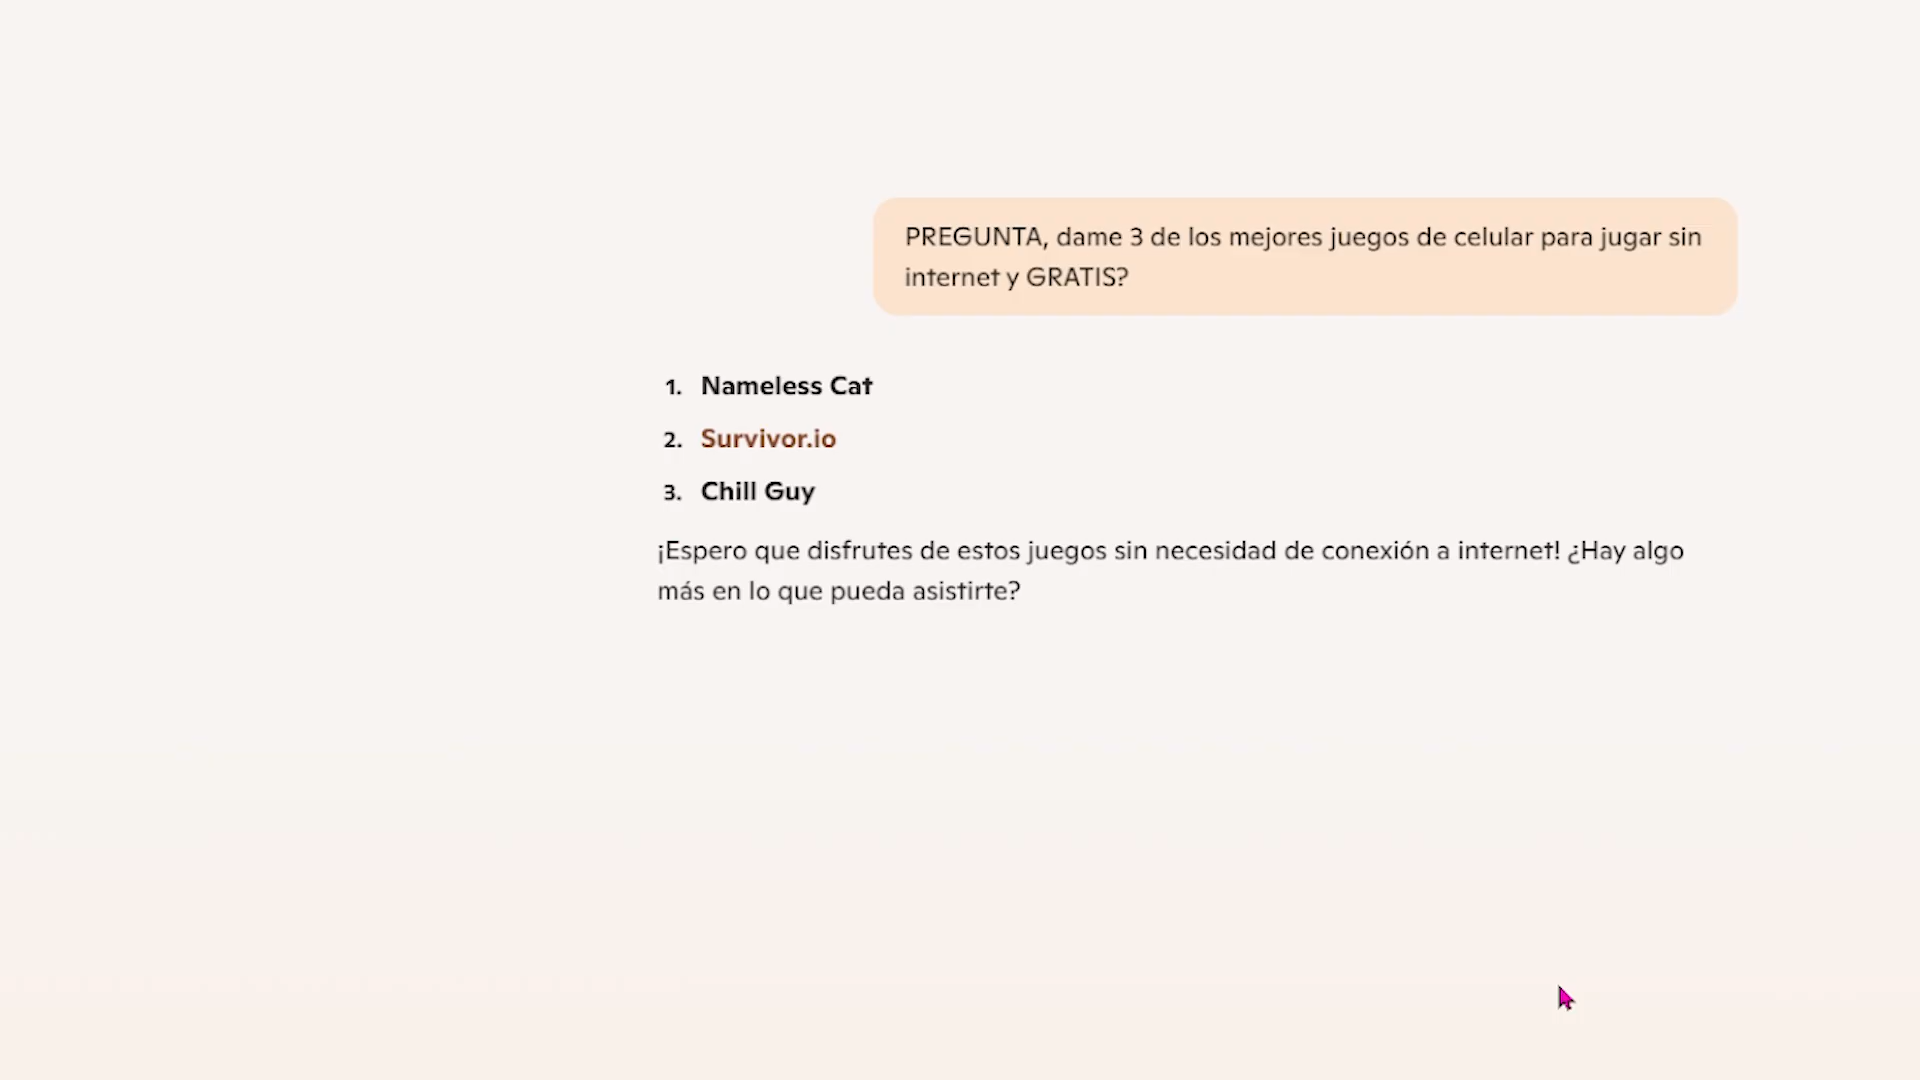 PREGUNTA, dame 3 de los mejores juegos de celular para jugar sin
internet y GRATIS?
1. Nameless Cat
2. Survivor.io
3. Chill Guy
¡Espero que disfrutes de estos juegos sin necesidad de conexión a internet! ¿Hay algo
más en lo que pueda asistirte?